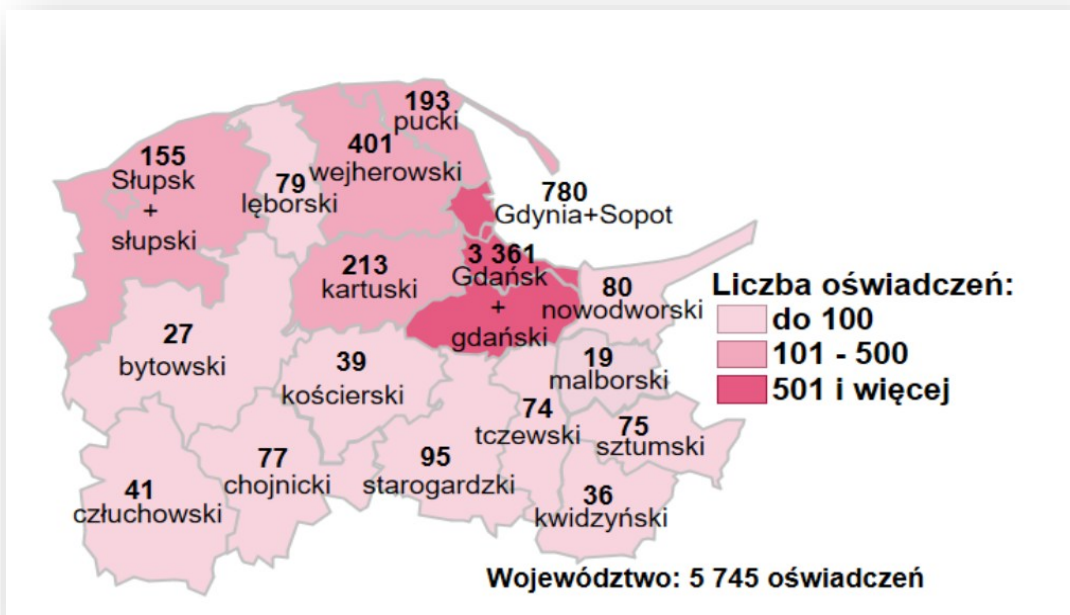 193
pucki
401
wejherowski
155
Słupsk
+
słupski
79
lęborski
780
Gdynia+Sopot
3 361
Gdańsk
+
gdański
213
kartuski
80
nowodworski
Liczba oświadczeń:
do 100
101 - 500
501 i więcej
27
bytowski
39
kościerski
19
malborski
74
tczewski
75
sztumski
77
chojnicki
95
starogardzki
41
człuchowski
36
kwidzyński
Województwo: 5 745 oświadczeń